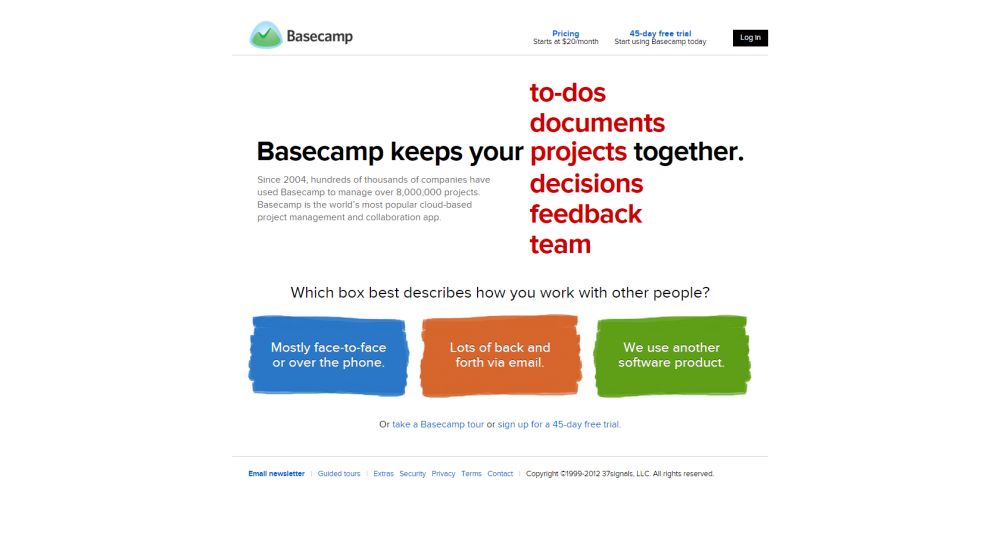 Basecamp
Pricing
Starts at $20/month
45-day free trial
Start using Basecamp today
Log in
to-dos
documents
Basecamp keeps your projects together.
decisions
feedback
team
Since 2004, hundreds of thousands of companies have
used Basecamp to manage over 8,000,000 projects.
Basecamp is the world's most popular cloud-based
project management and collaboration app.
Which box best describes how you work with other people?
Mostly face-to-face
or over the phone.
Lots of back and
forth via email.
We use another
software product.
Or take a Basecamp tour or sign up for a 45-day free trial.
Email newsletter | Guided tours | Extras Security Privacy Terms Contact | Copyright ©1999-2012 37signals, LLC. All rights reserved.